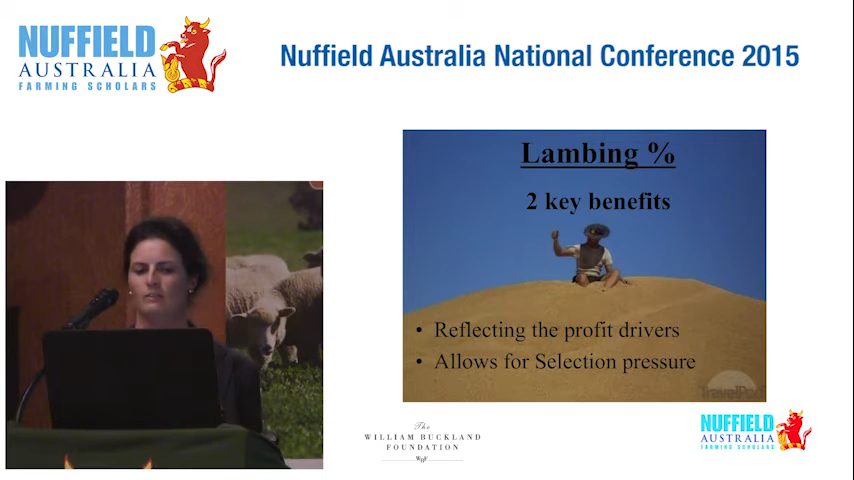 NUFFIELD
AUSTRALIA
FARMING SCHOLARS
Nuffield Australia National Conference 2015
Lambing %
2 key benefits
• Reflecting the profit drivers
• Allows for Selection pressure
The
WILLIAM BUCKLAND
FOUNDATION
NUFFIELD
AUSTRALIA
FARMING SCHOLARS